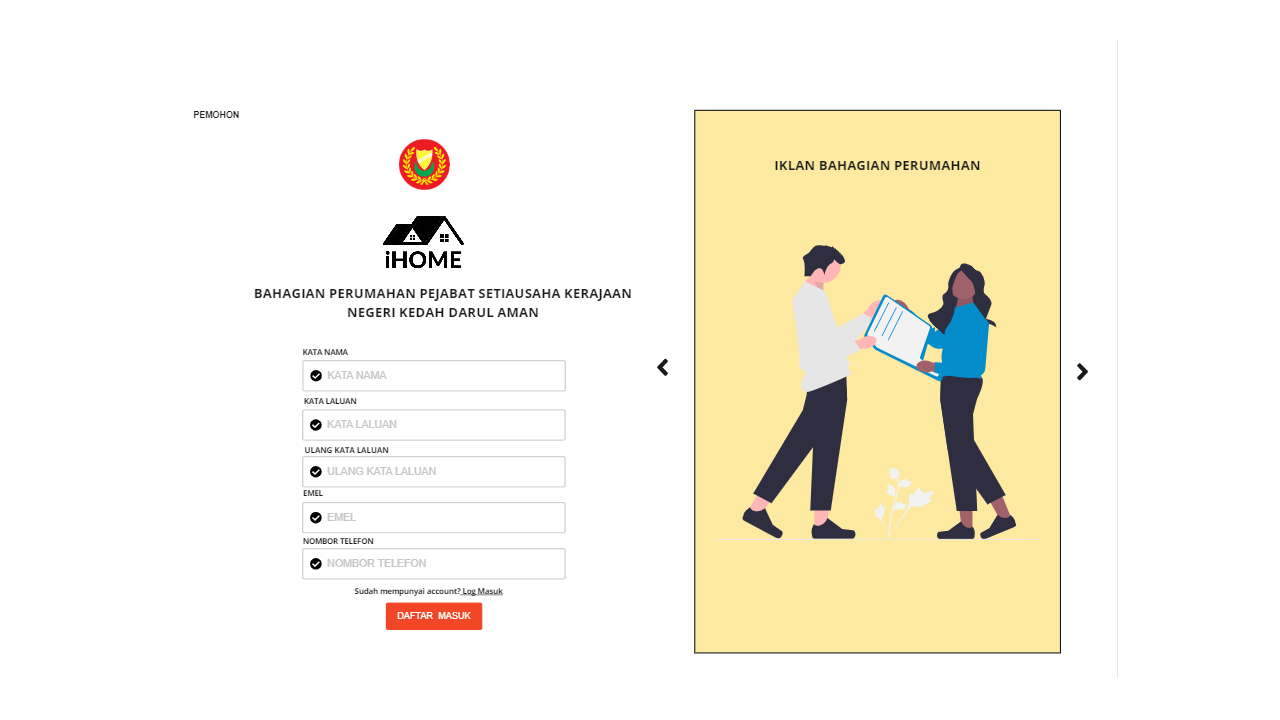 PEMOHON
iHOME
BAHAGIAN PERUMAHAN PEJABAT SETIAUSAHA KERAJAAN
NEGERI KEDAH DARUL AMAN
KATA NAMA
KATA NAMA
KATA LALUAN
KATA LALUAN
ULANG KATA LALUAN
ULANG KATA LALUAN
EMEL
EMEL
NOMBOR TELEFON
NOMBOR TELEFON
Sudah mempunyai account? Log Masuk
DAFTAR MASUK
IKLAN BAHAGIAN PERUMAHAN